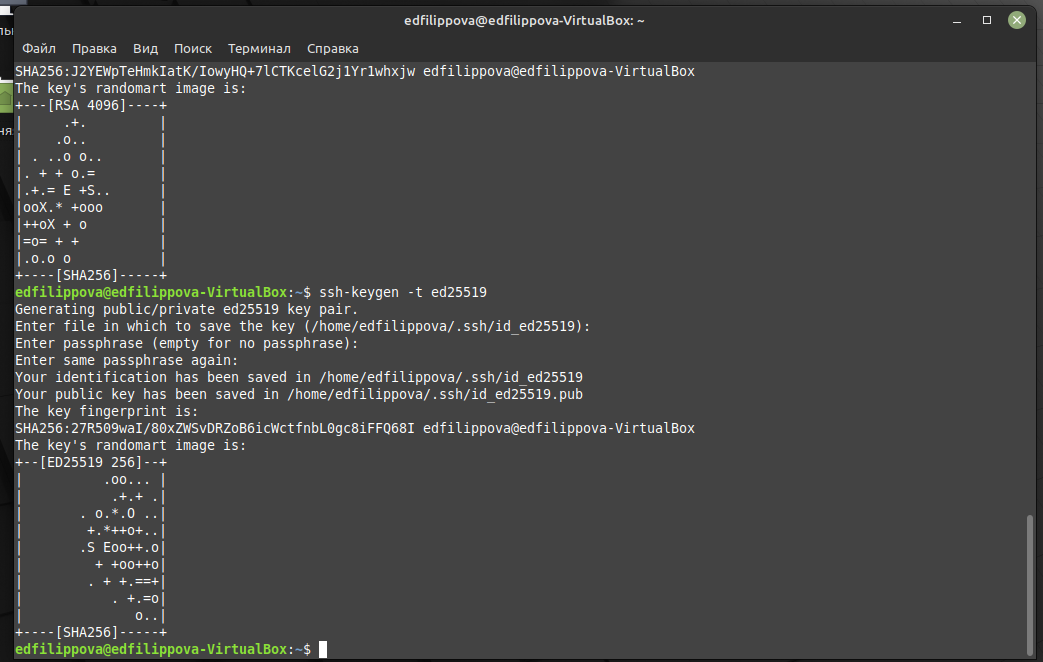 edfilippova@edfilippova-VirtualBox: ~
Файл Правка Вид Поиск Терминал Справка
SHA256:J2YEWpTeHmkIatK/IowyHQ+7lCTKcelG2j1Yr1whxjw edfilippova@edfilippova-VirtualBox
The key's randomart image is:
+---[RSA 4096]----+
|     .+.         |
|    .o..         |
| . ..o o..       |
|. + + o.=        |
|.+.= E +S..      |
|ooX.* +ooo       |
|++oX + o         |
|=o= + +          |
|.o.o o           |
+----[SHA256]-----+
edfilippova@edfilippova-VirtualBox:~$ ssh-keygen -t ed25519
Generating public/private ed25519 key pair.
Enter file in which to save the key (/home/edfilippova/.ssh/id_ed25519):
Enter passphrase (empty for no passphrase):
Enter same passphrase again:
Your identification has been saved in /home/edfilippova/.ssh/id_ed25519
Your public key has been saved in /home/edfilippova/.ssh/id_ed25519.pub
The key fingerprint is:
SHA256:27R509waI/80xZWSvDRZoB6icWctfnbL0gc8iFFQ68I edfilippova@edfilippova-VirtualBox
The key's randomart image is:
+--[ED25519 256]--+
|          .oo... |
|           .+.+ .|
|       . o.*.O ..|
|        +.*++o+..|
|       .S Eoo++.o|
|         + +oo++o|
|        . + +.==+|
|           . +.=o|
|              o..|
+----[SHA256]-----+
edfilippova@edfilippova-VirtualBox:~$